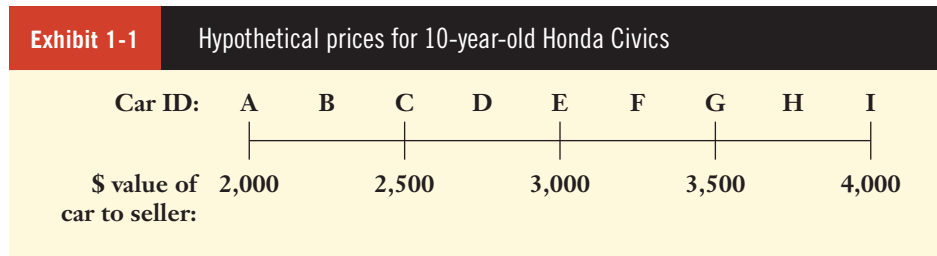 Exhibit 1-1 Hypothetical prices for 10-year-old Honda Civics
Car ID: A B C D E F G H I
$ value of 2,000 2,500 3,000 3,500 4,000
car to seller: